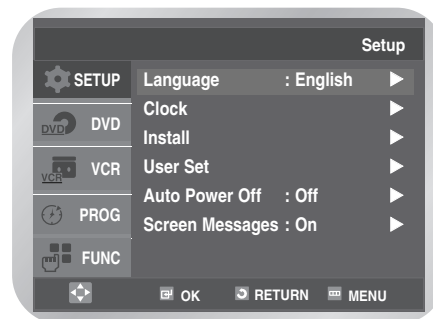 Setup
SETUP
DVD DVD
VCR VCR
PROG
FUNC
Language : English
Clock
Install
User Set
Auto Power Off : Off
Screen Messages : On
OK RETURN MENU